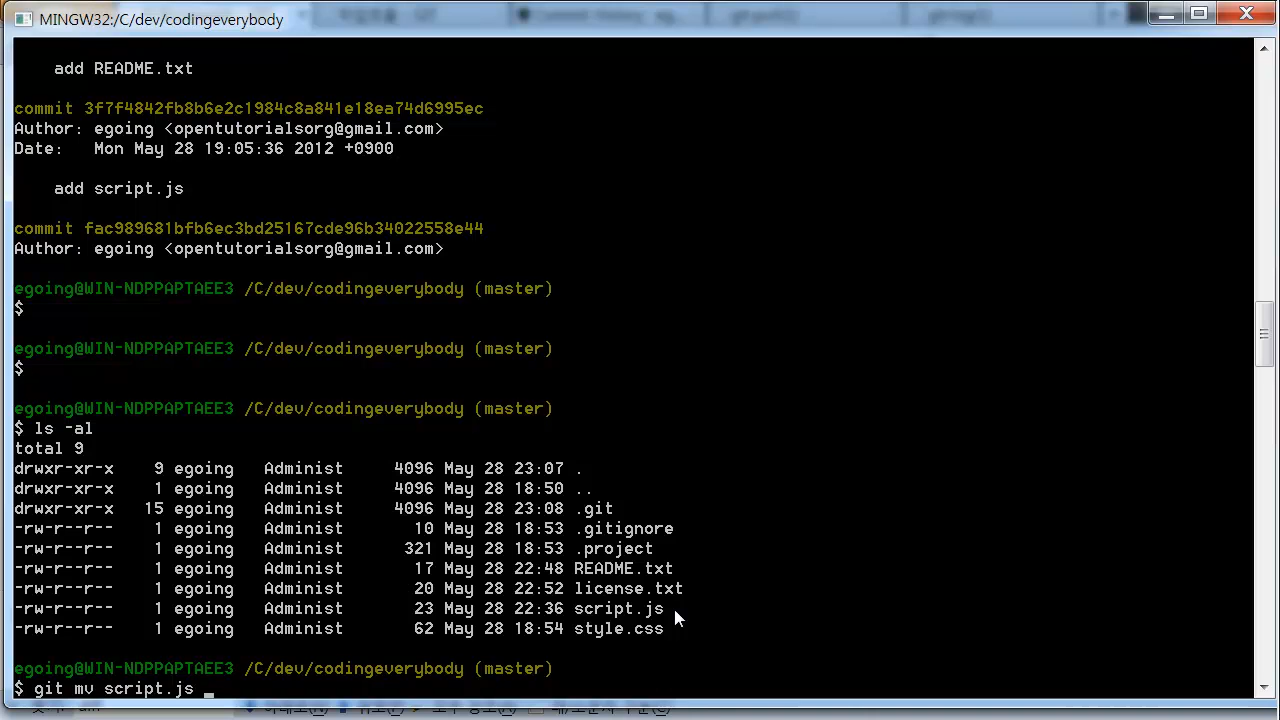 MINGW32:/C/dev/codingeverybody
add README.txt
commit 3f7f4842fb8b6e2c1984c8a841e18ea74d6995ec
Author: egoing <opentutorialsorg@gmail.com>
Date:   Mon May 28 19:05:36 2012 +0900
add script.js
commit fac989681bfb6ec3bd25167cde96b34022558e44
Author: egoing <opentutorialsorg@gmail.com>
egoing@WIN-NDPPAPTAEE3 /C/dev/codingeverybody (master)
$
egoing@WIN-NDPPAPTAEE3 /C/dev/codingeverybody (master)
$
egoing@WIN-NDPPAPTAEE3 /C/dev/codingeverybody (master)
$ ls -al
total 9
drwxr-xr-x    9 egoing   Administ     4096 May 28 23:07 .
drwxr-xr-x    1 egoing   Administ     4096 May 28 18:50 ..
drwxr-xr-x   15 egoing   Administ     4096 May 28 23:08 .git
-rw-r--r--    1 egoing   Administ       10 May 28 18:53 .gitignore
-rw-r--r--    1 egoing   Administ      321 May 28 18:53 .project
-rw-r--r--    1 egoing   Administ       17 May 28 22:48 README.txt
-rw-r--r--    1 egoing   Administ       20 May 28 22:52 license.txt
-rw-r--r--    1 egoing   Administ       23 May 28 22:36 script.js
-rw-r--r--    1 egoing   Administ       62 May 28 18:54 style.css
egoing@WIN-NDPPAPTAEE3 /C/dev/codingeverybody (master)
$ git mv script.js _